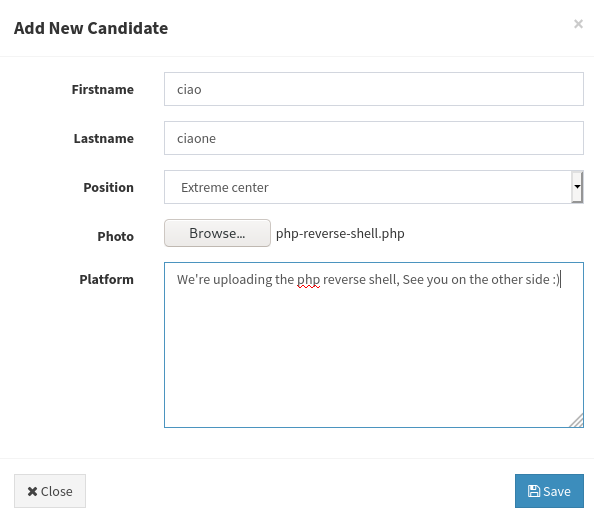 Add New Candidate
×
Firstname
ciao
Lastname
ciaone
Position
Extreme center
Photo
Browse... php-reverse-shell.php
Platform
We're uploading the php reverse shell, See you on the other side :)
Close
Save